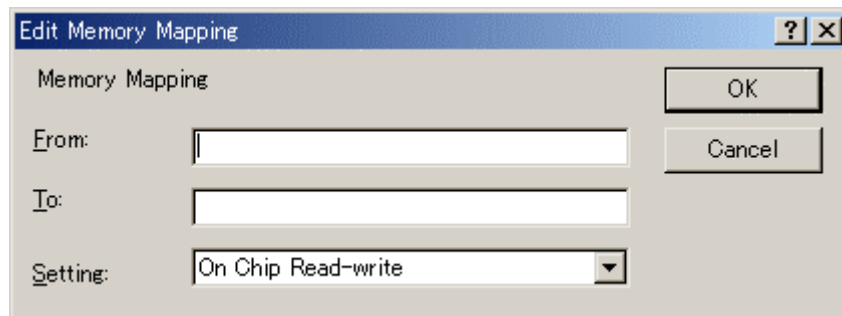 Edit Memory Mapping
?
Memory Mapping
OK
From:
Cancel
To:
Setting:
On Chip Read-write